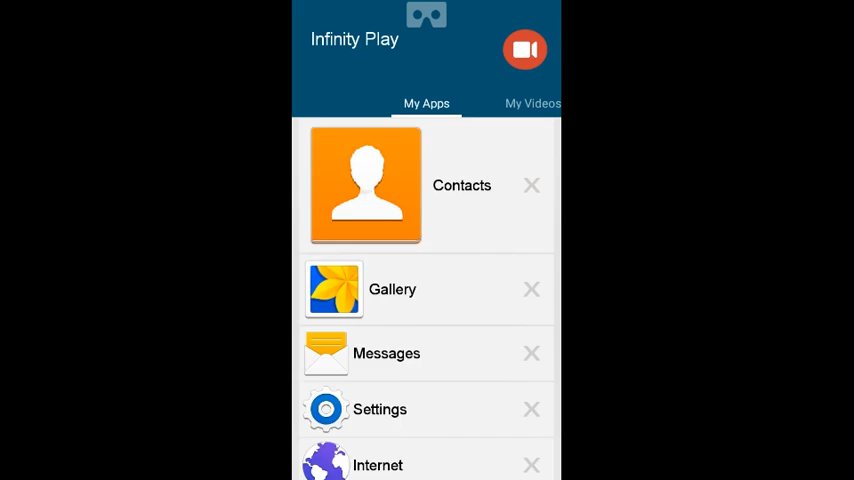 Infinity Play
My Apps
My Videos
Contacts
Gallery
Messages
Settings
Internet